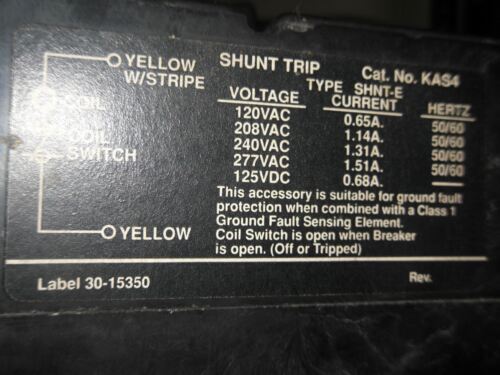 YELLOW W/STRIPE
COIL
COIL SWITCH
YELLOW
SHUNT TRIP Cat. No. KAS4
TYPE SHNT-E
VOLTAGE CURRENT HERTZ
120VAC 0.65A. 50/60
208VAC 1.14A. 50/60
240VAC 1.31A. 50/60
277VAC 1.51A. 50/60
125VDC 0.68A.
This accessory is suitable for ground fault
protection when combined with a Class 1
Ground Fault Sensing Element.
Coil Switch is open when Breaker
is open. (Off or Tripped)
Label 30-15350 Rev.